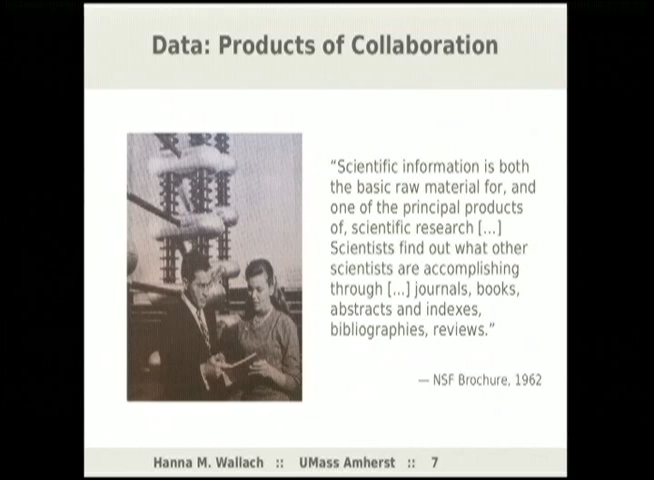 Data: Products of Collaboration
“Scientific information is both
the basic raw material for, and
one of the principal products
of, scientific research [...]
Scientists find out what other
scientists are accomplishing
through [...] journals, books,
abstracts and indexes,
bibliographies, reviews.”
— NSF Brochure, 1962
Hanna M. Wallach :: UMass Amherst :: 7